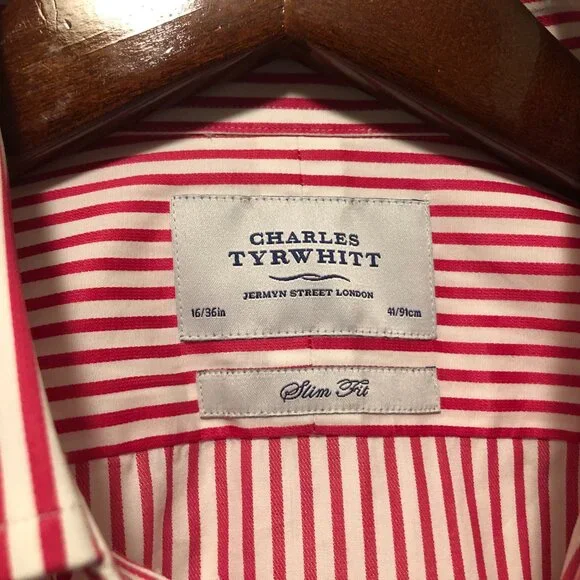 CHARLES
TYRWHITT
JERMYN STREET LONDON
16/36in 41/91cm
Slim Fit